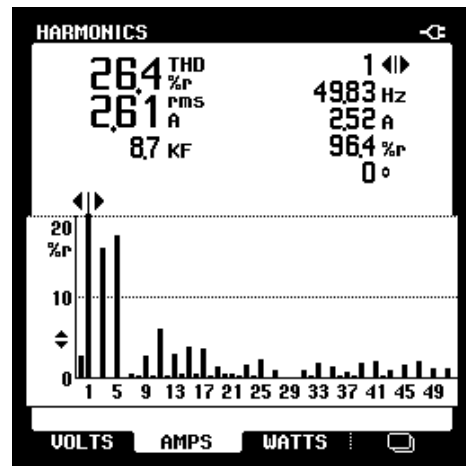 HARMONICS
26.4 THD %r
2.61 rms A
8.7 KF
1
49.83 Hz
2.52 A
96.4 %r
0 °
20
%r
10
0
1 5 9 13 17 21 25 29 33 37 41 45 49
VOLTS AMPS WATTS